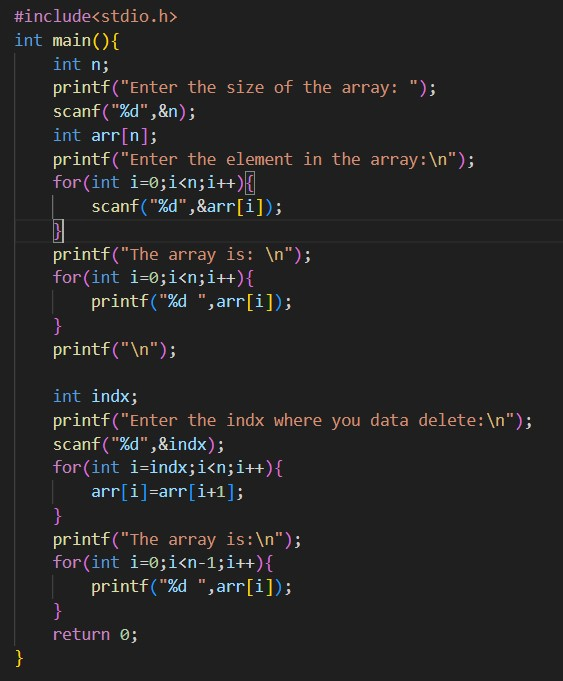 #include<stdio.h>
int main(){
    int n;
    printf("Enter the size of the array: ");
    scanf("%d",&n);
    int arr[n];
    printf("Enter the element in the array:\n");
    for(int i=0;i<n;i++){
        scanf("%d",&arr[i]);
    }
    printf("The array is: \n");
    for(int i=0;i<n;i++){
        printf("%d ",arr[i]);
    }
    printf("\n");

    int indx;
    printf("Enter the indx where you data delete:\n");
    scanf("%d",&indx);
    for(int i=indx;i<n;i++){
        arr[i]=arr[i+1];
    }
    printf("The array is:\n");
    for(int i=0;i<n-1;i++){
        printf("%d ",arr[i]);
    }
    return 0;
}